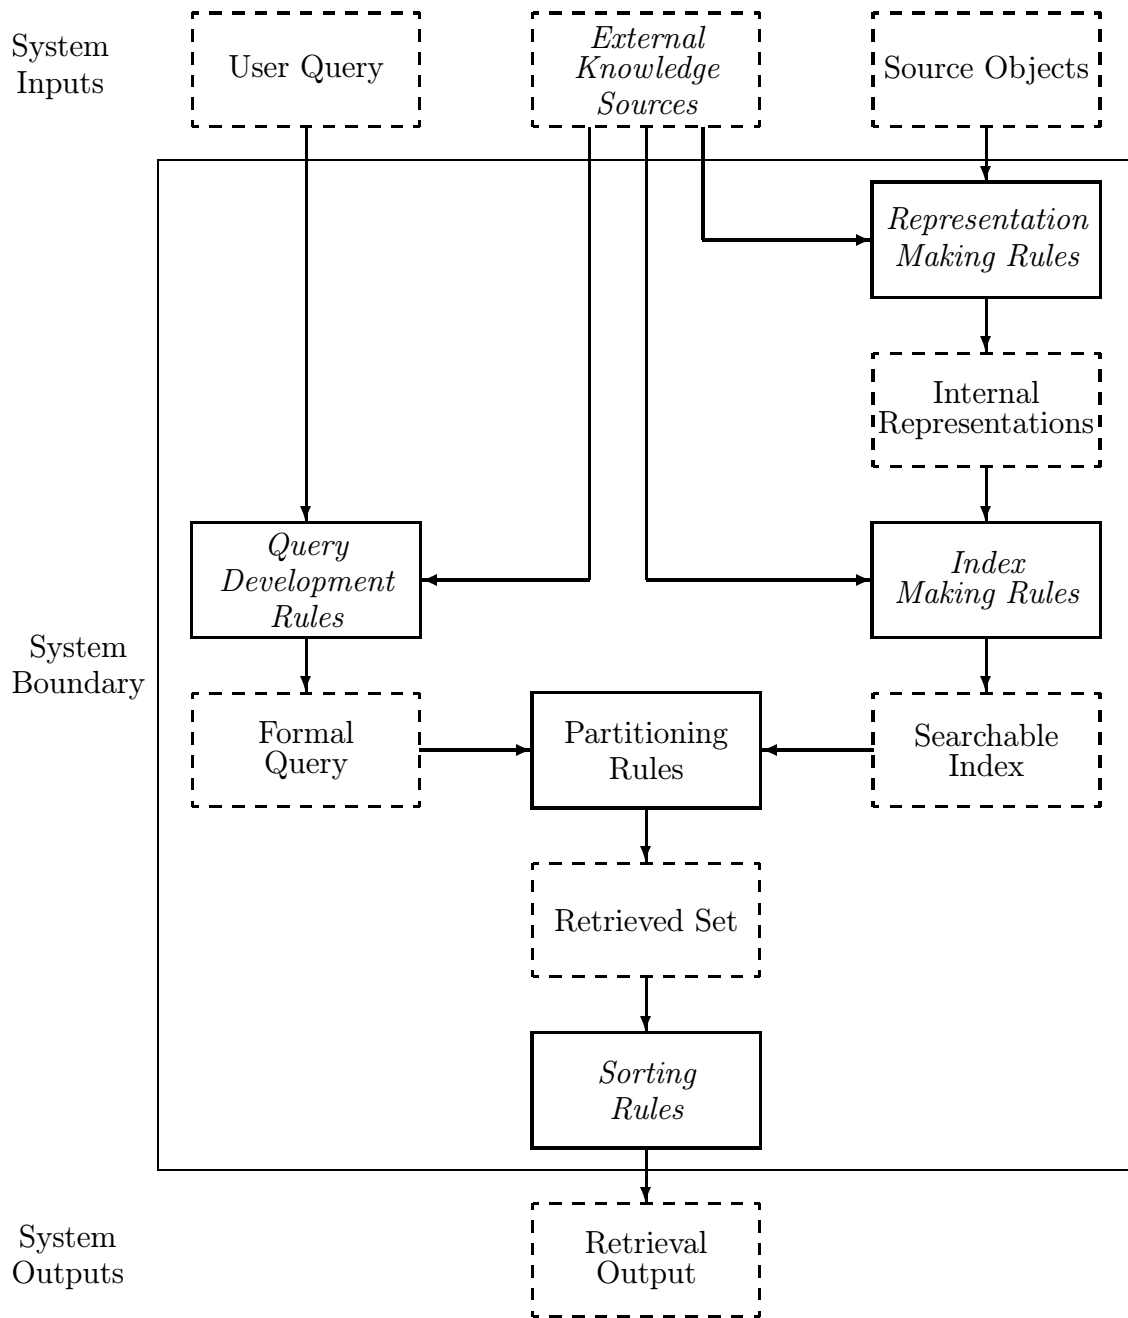 System
Inputs
User Query
External
Knowledge
Sources
Source Objects
Representation
Making Rules
Internal
Representations
Query
Development
Rules
Index
Making Rules
System
Boundary
Formal
Query
Partitioning
Rules
Searchable
Index
Retrieved Set
Sorting
Rules
System
Outputs
Retrieval
Output